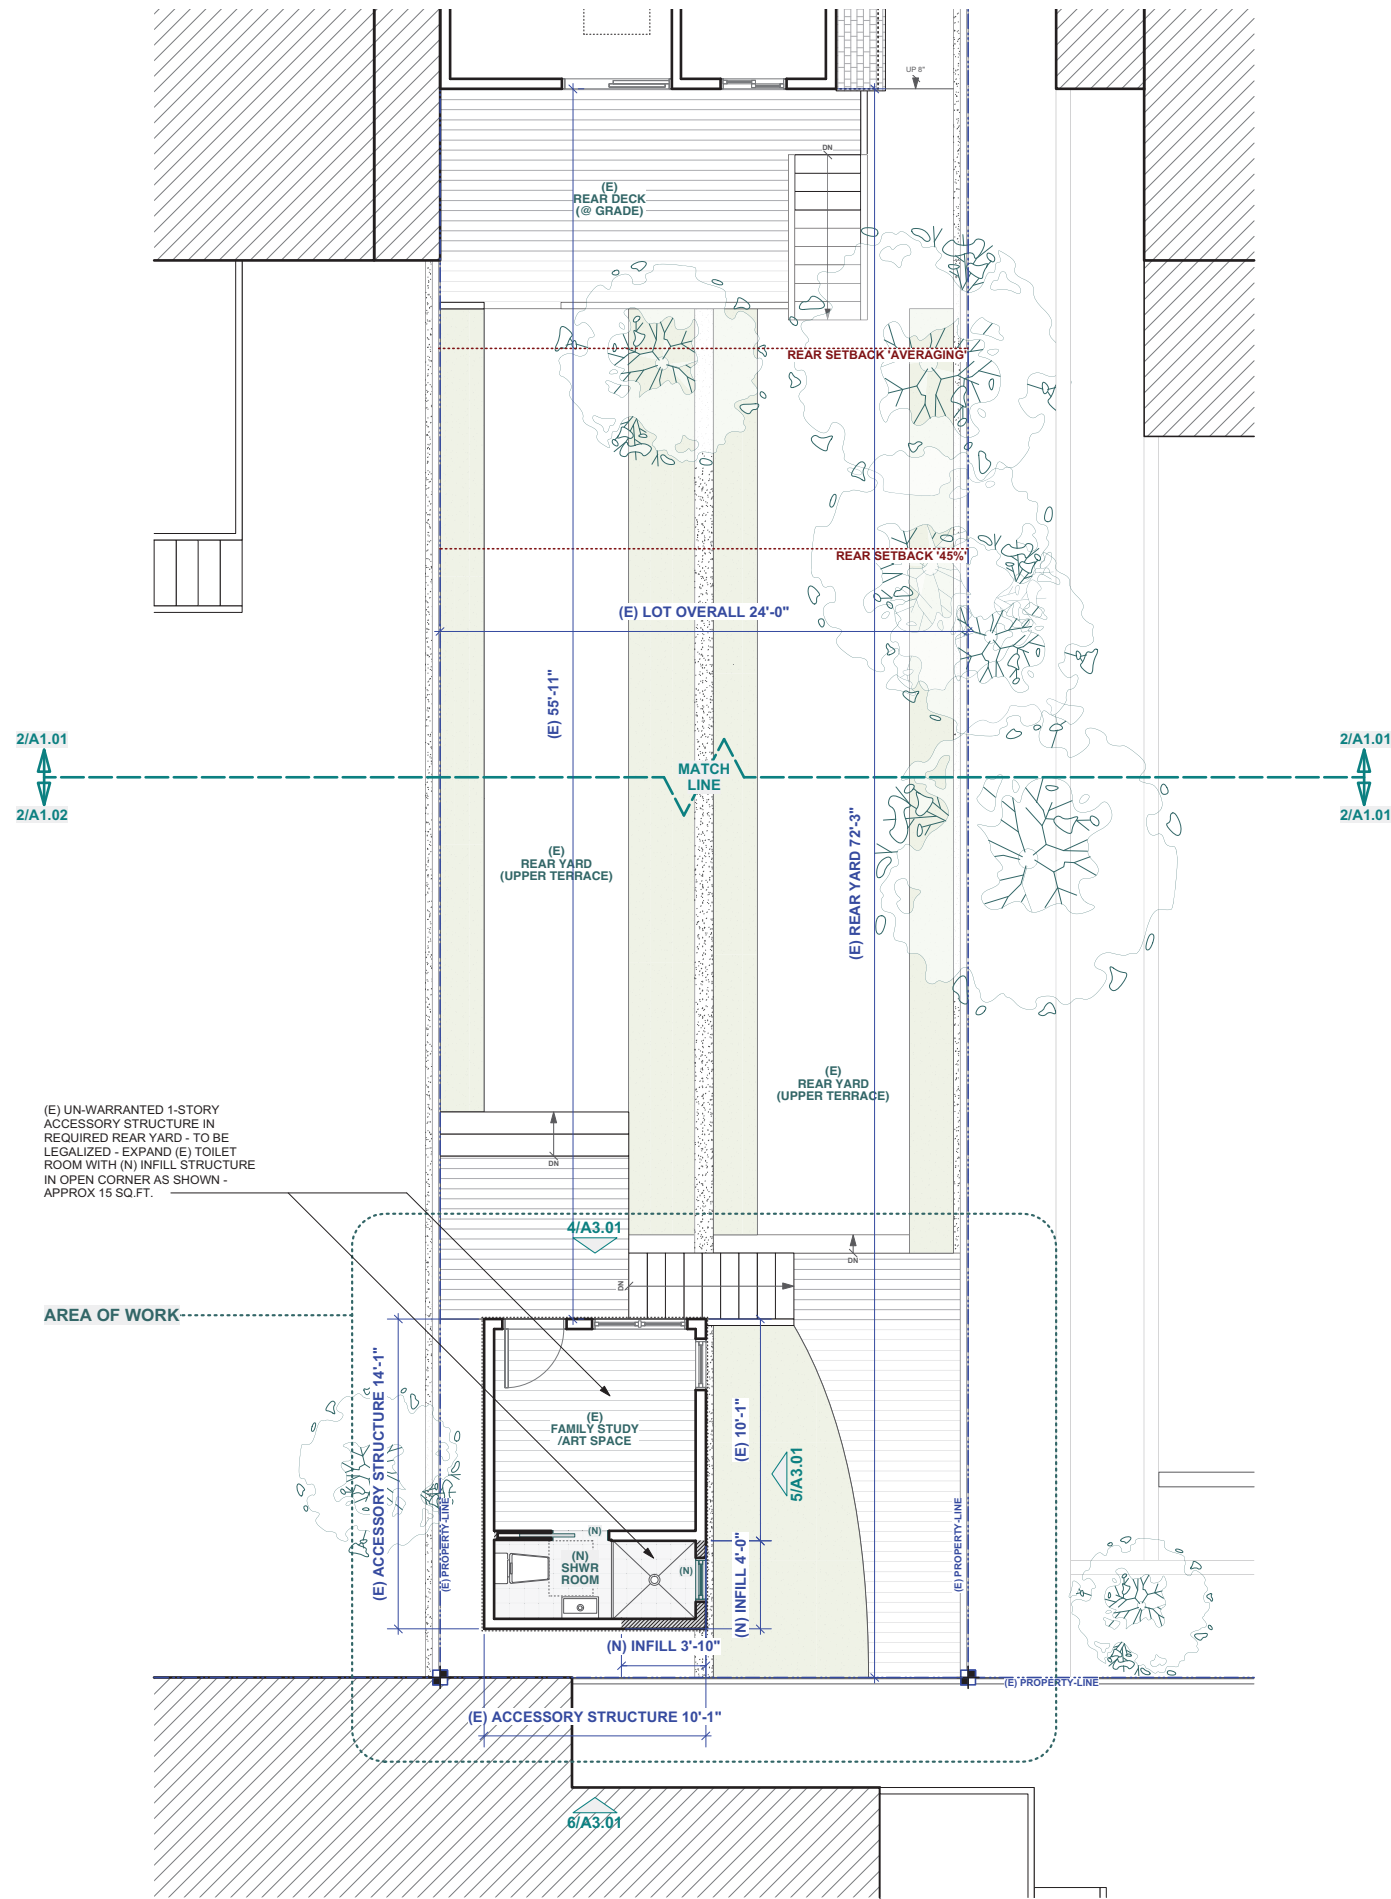 UP 8"
DN
(E)
REAR DECK
(@ GRADE)
REAR SETBACK 'AVERAGING'
REAR SETBACK '45%'
(E) LOT OVERALL 24'-0"
(E) 55'-11"
2/A1.01
2/A1.02
MATCH
LINE
2/A1.01
2/A1.01
(E) REAR YARD 72'-3"
(E)
REAR YARD
(UPPER TERRACE)
(E)
REAR YARD
(UPPER TERRACE)
(E) UN-WARRANTED 1-STORY
ACCESSORY STRUCTURE IN
REQUIRED REAR YARD - TO BE
LEGALIZED - EXPAND (E) TOILET
ROOM WITH (N) INFILL STRUCTURE
IN OPEN CORNER AS SHOWN -
APPROX 15 SQ.FT.
DN
4/A3.01
DN
DN
AREA OF WORK
(E) ACCESSORY STRUCTURE 14'-1"
(E)
FAMILY STUDY
/ART SPACE
(E) 10'-1"
5/A3.01
(E) PROPERTY-LINE
(E) PROPERTY-LINE
(N)
(N)
SHWR
ROOM
(N)
(N) INFILL 4'-0"
(N) INFILL 3'-10"
(E) PROPERTY-LINE
(E) ACCESSORY STRUCTURE 10'-1"
6/A3.01